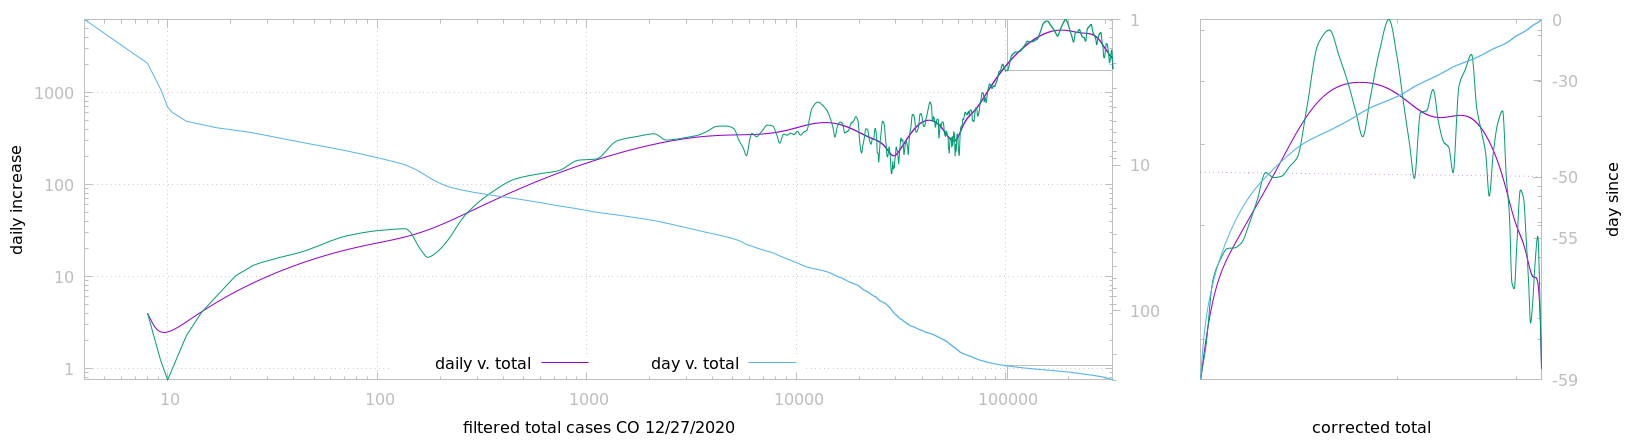 1000
100
10
1
daily increase
10
100
1000
10000
100000
filtered total cases CO 12/27/2020
daily v. total
day v. total
1
10
100
0
-30
-50
-55
-59
day since
corrected total